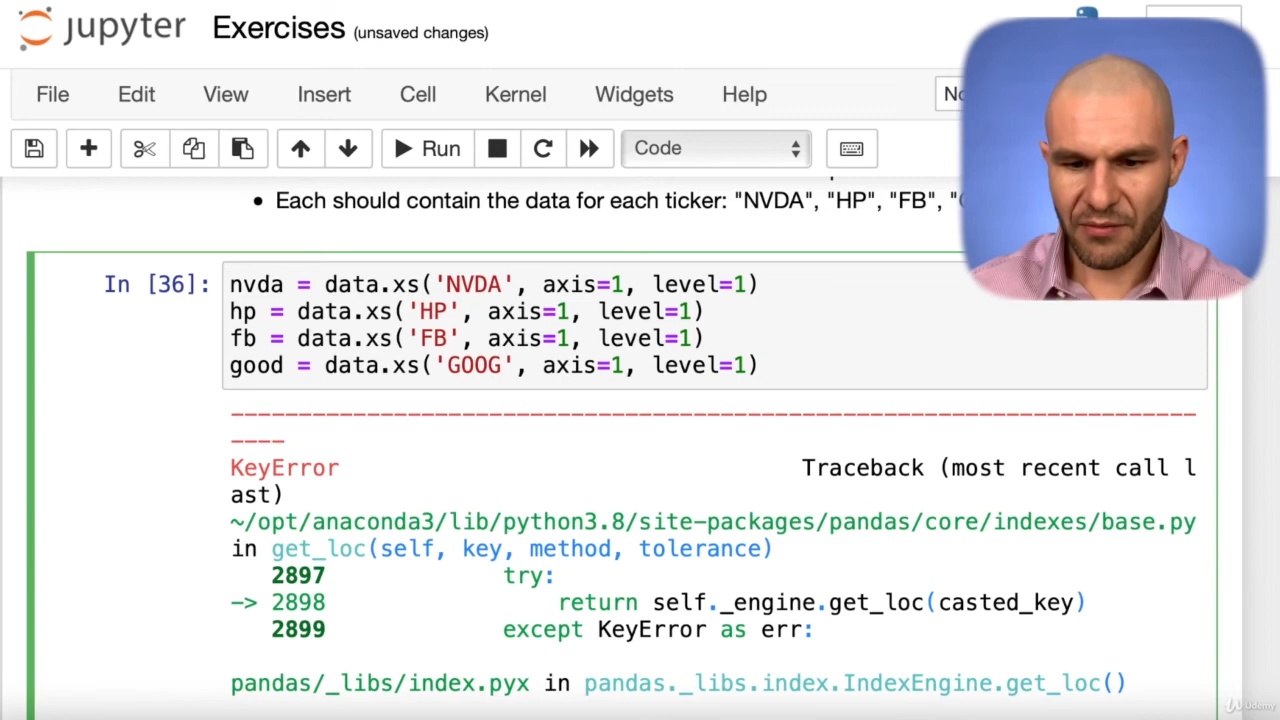 jupyter Exercises (unsaved changes)
File Edit View Insert Cell Kernel Widgets Help
Run Code
• Each should contain the data for each ticker: "NVDA", "HP", "FB",
In [36]: nvda = data.xs('NVDA', axis=1, level=1)
hp = data.xs('HP', axis=1, level=1)
fb = data.xs('FB', axis=1, level=1)
good = data.xs('GOOG', axis=1, level=1)
---------------------------------------------------------------------------
KeyError Traceback (most recent call l
ast)
~/opt/anaconda3/lib/python3.8/site-packages/pandas/core/indexes/base.py
in get_loc(self, key, method, tolerance)
2897 try:
-> 2898 return self._engine.get_loc(casted_key)
2899 except KeyError as err:
pandas/_libs/index.pyx in pandas._libs.index.IndexEngine.get_loc()
Udemy